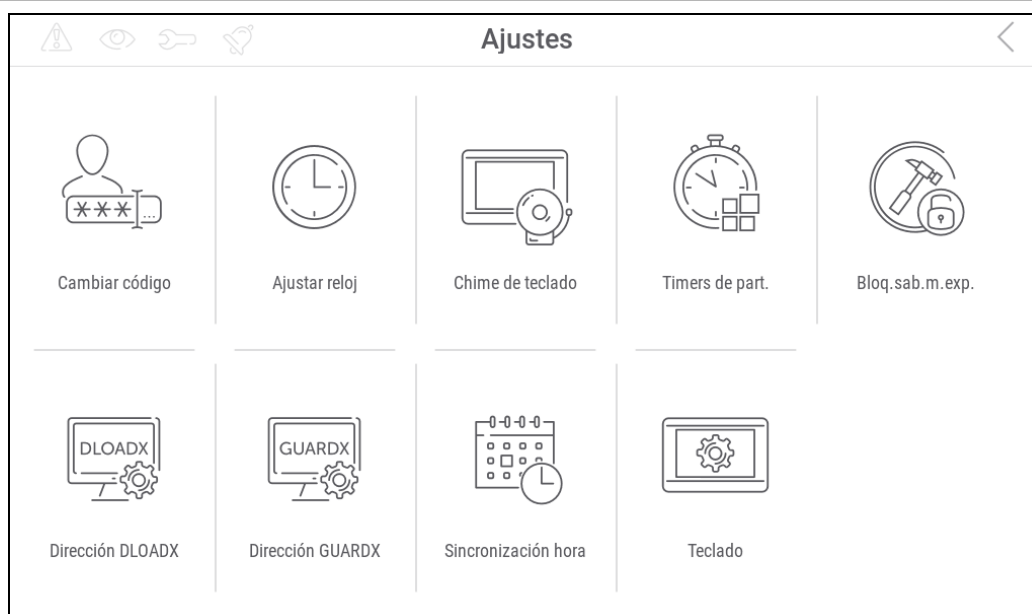 Ajustes
***...
Cambiar código
Ajustar reloj
Chime de teclado
Timers de part.
Bloq.sab.m.exp.
DLOADX
GUARDX
Dirección DLOADX
Dirección GUARDX
Sincronización hora
Teclado